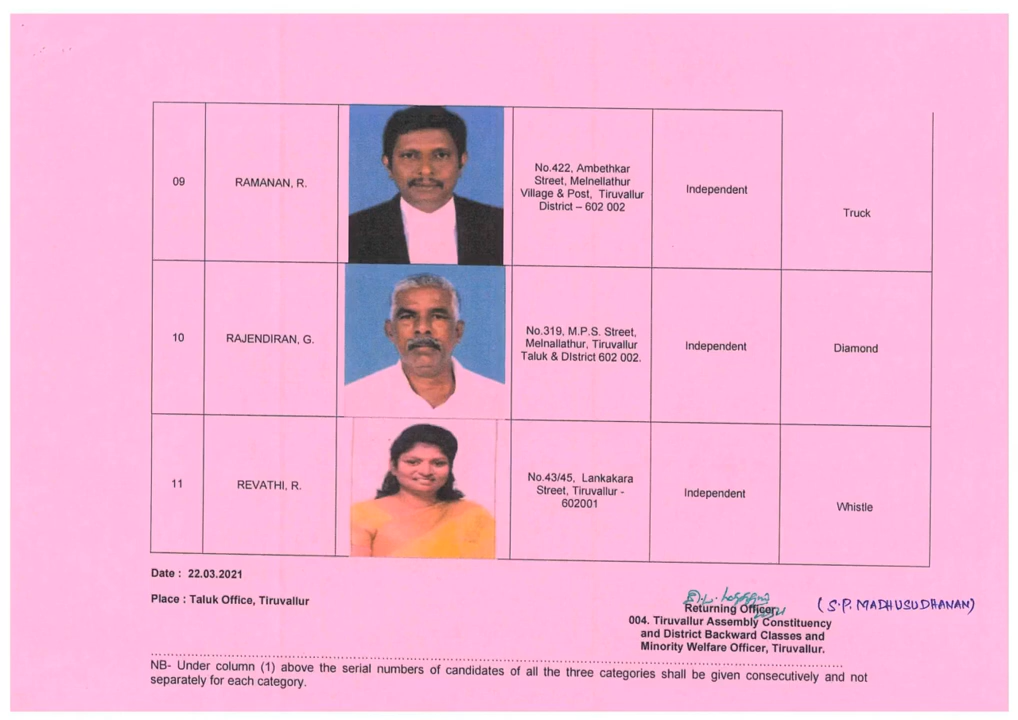 09
RAMANAN, R.
No.422, Ambethkar
Street, Melnellathur
Village & Post, Tiruvallur
District – 602 002
Independent
Truck
10
RAJENDIRAN, G.
No.319, M.P.S. Street,
Melnallathur, Tiruvallur
Taluk & DIstrict 602 002.
Independent
Diamond
11
REVATHI, R.
No.43/45, Lankakara
Street, Tiruvallur -
602001
Independent
Whistle
Date : 22.03.2021
Place : Taluk Office, Tiruvallur
Returning Officer,
(S.P. MADHUSUDHANAN)
004. Tiruvallur Assembly Constituency
and District Backward Classes and
Minority Welfare Officer, Tiruvallur.
NB- Under column (1) above the serial numbers of candidates of all the three categories shall be given consecutively and not
separately for each category.